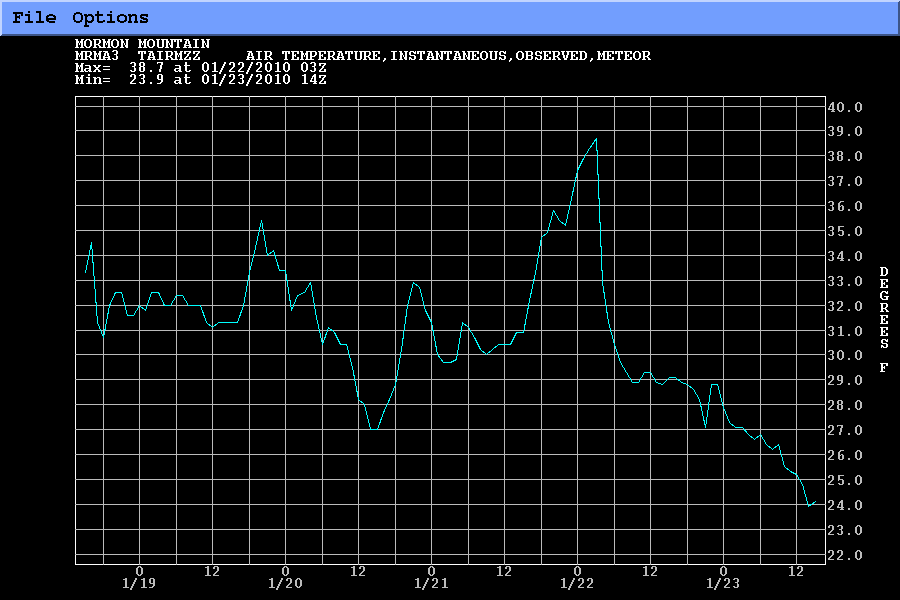 File Options
MORMON MOUNTAIN
MRMA3 TAIRMZZ AIR TEMPERATURE,INSTANTANEOUS,OBSERVED,METEOR
Max= 38.7 at 01/22/2010 03Z
Min= 23.9 at 01/23/2010 14Z
40.0
39.0
38.0
37.0
36.0
35.0
34.0
33.0
32.0
31.0
30.0
29.0
28.0
27.0
26.0
25.0
24.0
23.0
22.0
DEGREES F
0 12 0 12 0 12 0 12 0 12
1/19 1/20 1/21 1/22 1/23